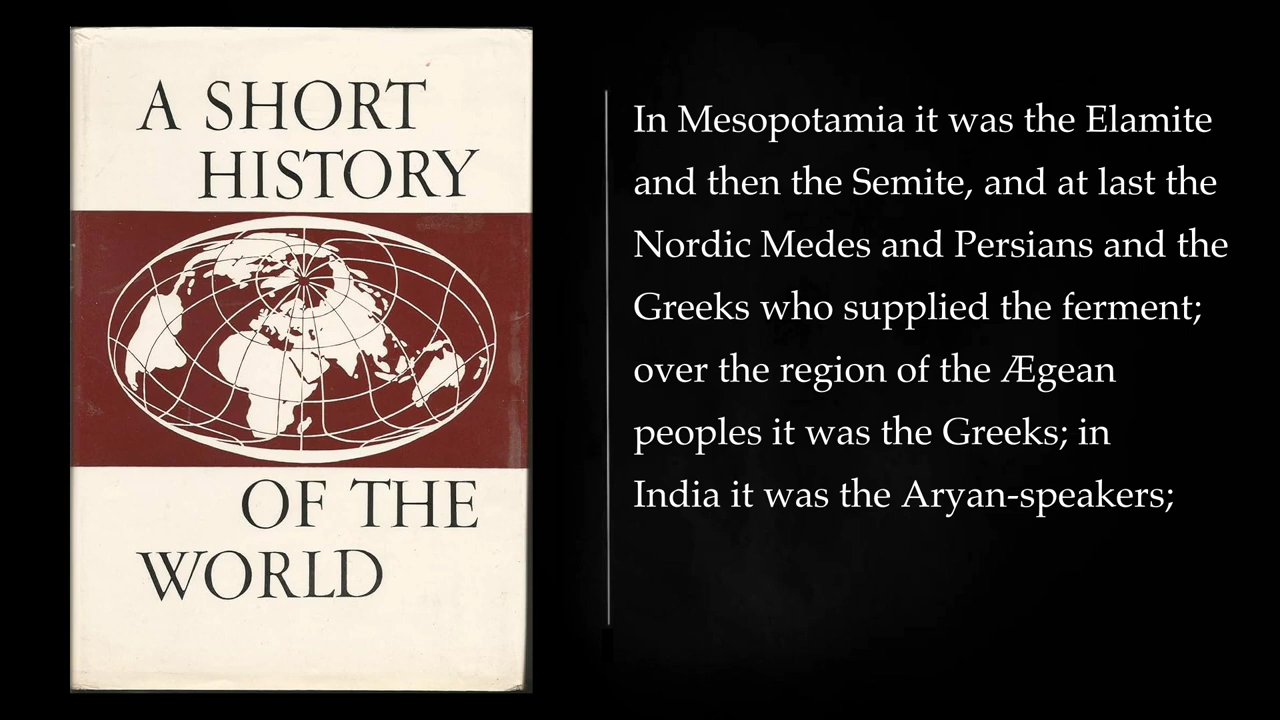 A SHORT
HISTORY
OF THE
WORLD
In Mesopotamia it was the Elamite
and then the Semite, and at last the
Nordic Medes and Persians and the
Greeks who supplied the ferment;
over the region of the Ægean
peoples it was the Greeks; in
India it was the Aryan-speakers;